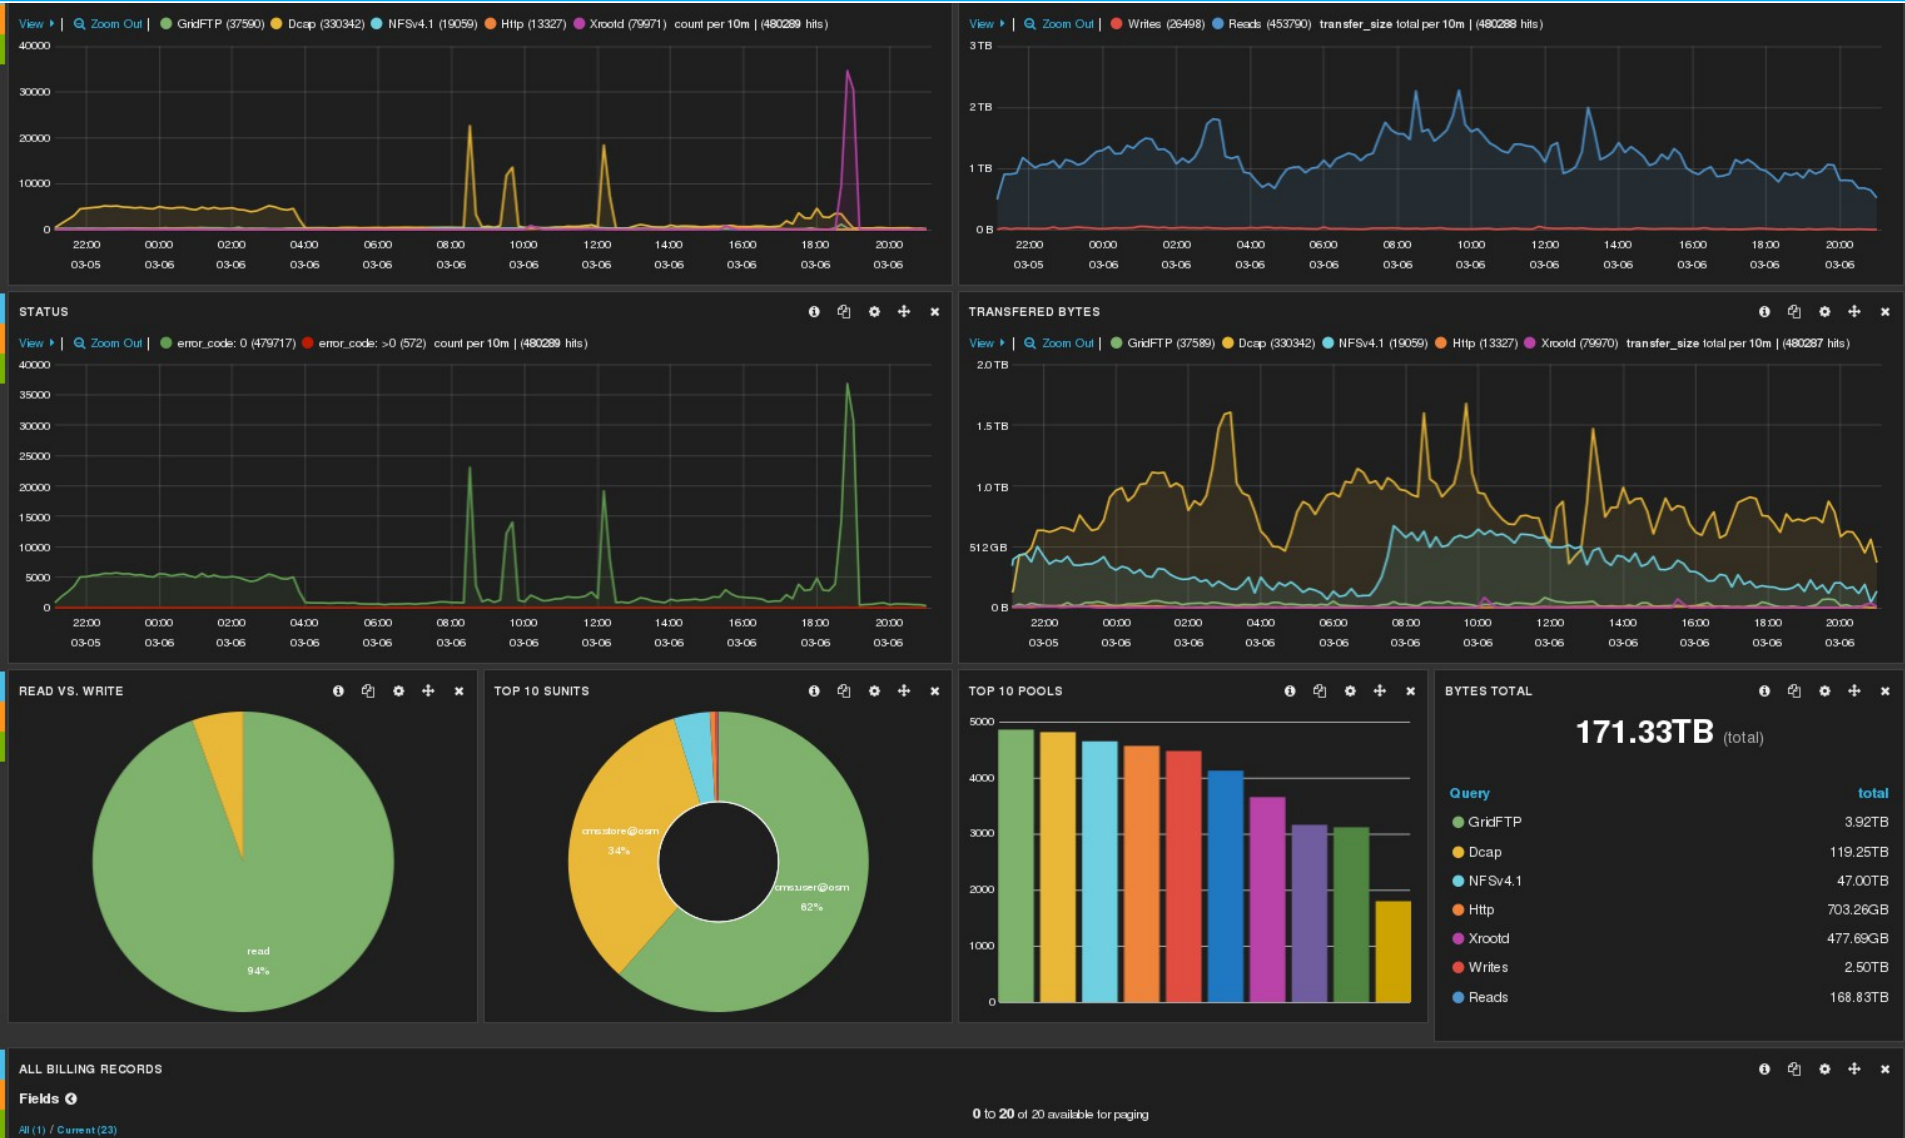 View | Zoom Out | GridFTP (37590) Dcap (330342) NFSv4.1 (19059) Http (13327) Xrootd (79971) count per 10m | (480289 hits)
40000
30000
20000
10000
0
22:00 00:00 02:00 04:00 06:00 08:00 10:00 12:00 14:00 16:00 18:00 20:00
03-05 03-06 03-06 03-06 03-06 03-06 03-06 03-06 03-06 03-06 03-06 03-06
View | Zoom Out | Writes (26498) Reads (453790) transfer_size total per 10m | (480288 hits)
3 TB
2 TB
1 TB
0 B
22:00 00:00 02:00 04:00 06:00 08:00 10:00 12:00 14:00 16:00 18:00 20:00
03-05 03-06 03-06 03-06 03-06 03-06 03-06 03-06 03-06 03-06 03-06 03-06
STATUS
View | Zoom Out | error_code: 0 (479717) error_code: >0 (572) count per 10m | (480289 hits)
40000
35000
30000
25000
20000
15000
10000
5000
0
22:00 00:00 02:00 04:00 06:00 08:00 10:00 12:00 14:00 16:00 18:00 20:00
03-05 03-06 03-06 03-06 03-06 03-06 03-06 03-06 03-06 03-06 03-06 03-06
TRANSFERED BYTES
View | Zoom Out | GridFTP (37589) Dcap (330342) NFSv4.1 (19059) Http (13327) Xrootd (79970) transfer_size total per 10m | (480287 hits)
2.0 TB
1.5 TB
1.0 TB
512 GB
0 B
22:00 00:00 02:00 04:00 06:00 08:00 10:00 12:00 14:00 16:00 18:00 20:00
03-05 03-06 03-06 03-06 03-06 03-06 03-06 03-06 03-06 03-06 03-06 03-06
READ VS. WRITE
read
94%
TOP 10 SUNITS
cms:store@osm
34%
cms:user@osm
62%
TOP 10 POOLS
5000
4000
3000
2000
1000
0
BYTES TOTAL
171.33TB (total)
Query total
GridFTP 3.92TB
Dcap 119.25TB
NFSv4.1 47.00TB
Http 703.26GB
Xrootd 477.69GB
Writes 2.50TB
Reads 168.83TB
ALL BILLING RECORDS
Fields
All (1) / Current (23)
0 to 20 of 20 available for paging